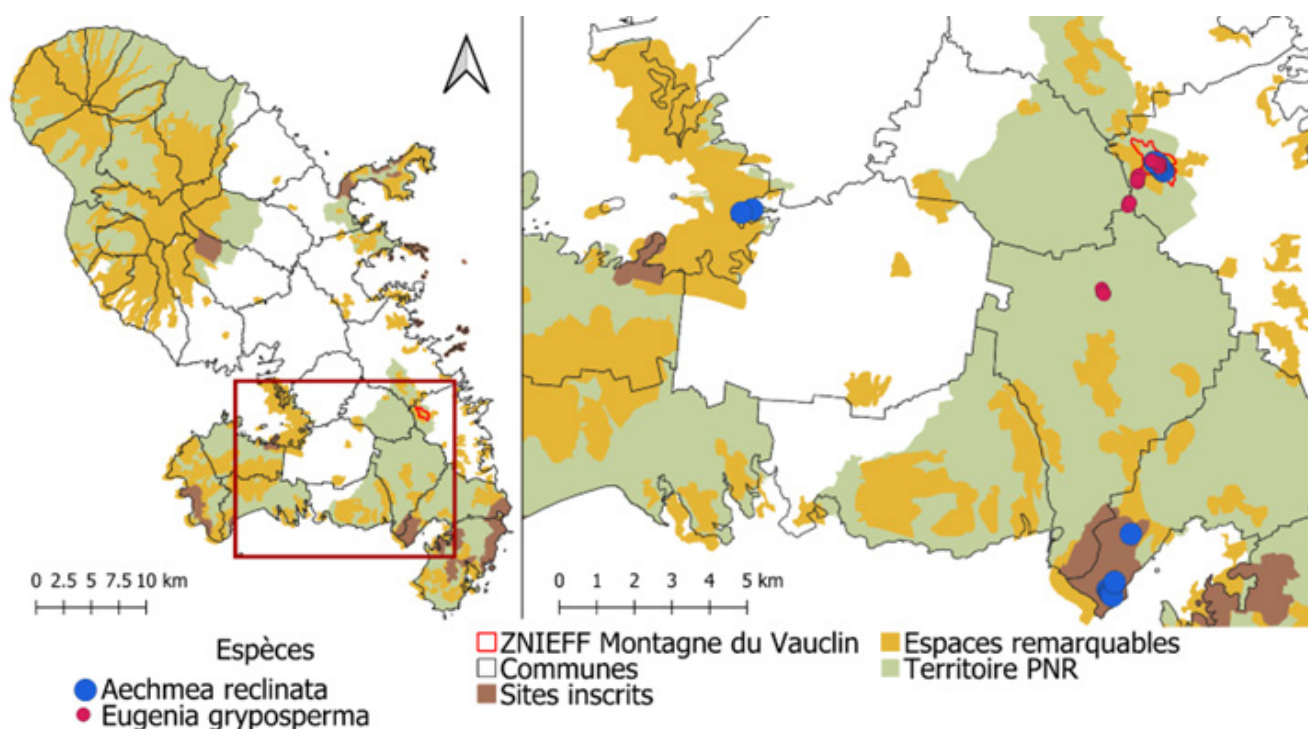 0 2.5 5 7.5 10 km
0 1 2 3 4 5 km
Espèces
Aechmea reclinata
Eugenia gryposperma
ZNIEFF Montagne du Vauclin
Communes
Sites inscrits
Espaces remarquables
Territoire PNR